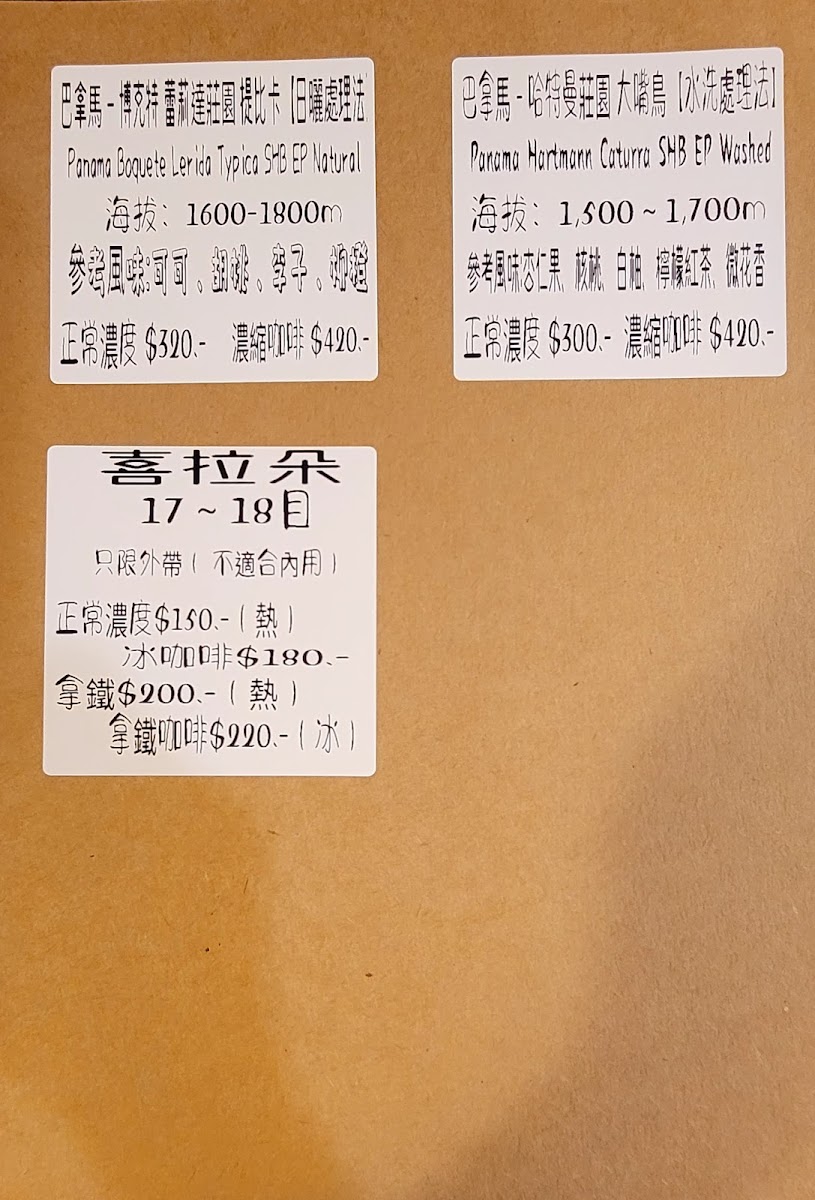 巴拿馬-博克特 蕾莉達莊園 提比卡【日曬處理法】
Panama Boquete Lerida Typica SHB EP Natural
海拔：1600-1800m
參考風味:可可、胡桃、李子、柳橙
正常濃度 $320.- 濃縮咖啡 $420.-
巴拿馬-哈特曼莊園 大嘴鳥【水洗處理法】
Panama Hartmann Caturra SHB EP Washed
海拔：1,500~1,700m
參考風味:杏仁果、核桃、白柚、檸檬紅茶、微花香
正常濃度 $300.- 濃縮咖啡 $420.-
喜拉朵
17~18目
只限外帶(不適合內用)
正常濃度$150.-(熱)
冰咖啡$180.-
拿鐵$200.-(熱)
拿鐵咖啡$220.-(冰)